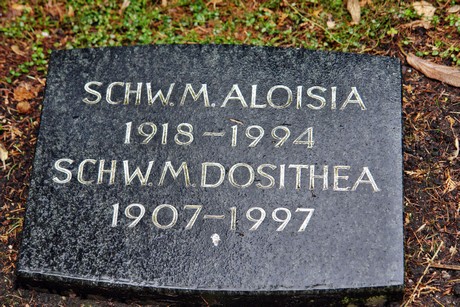 SCHW. M. ALOISIA
1918 – 1994
SCHW. M. DOSITHEA
1907 – 1997